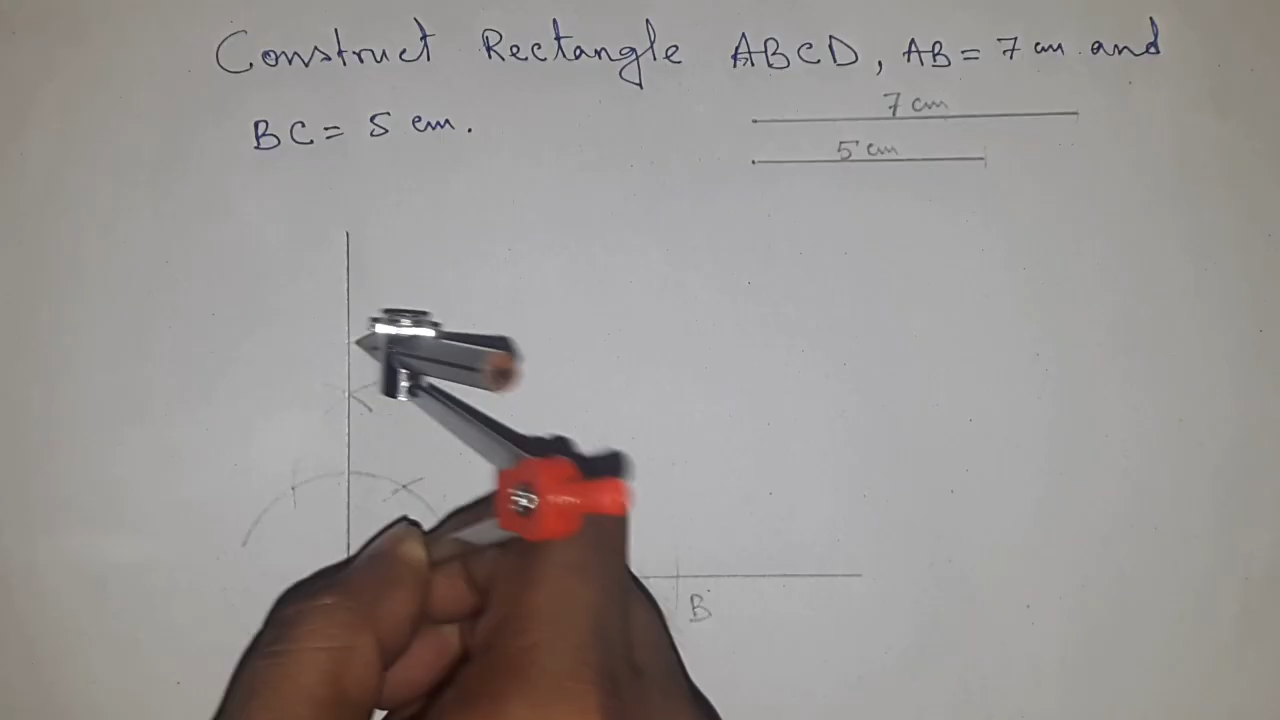 Construct Rectangle ABCD, AB = 7 cm and
BC = 5 cm.
7 cm
5 cm
B